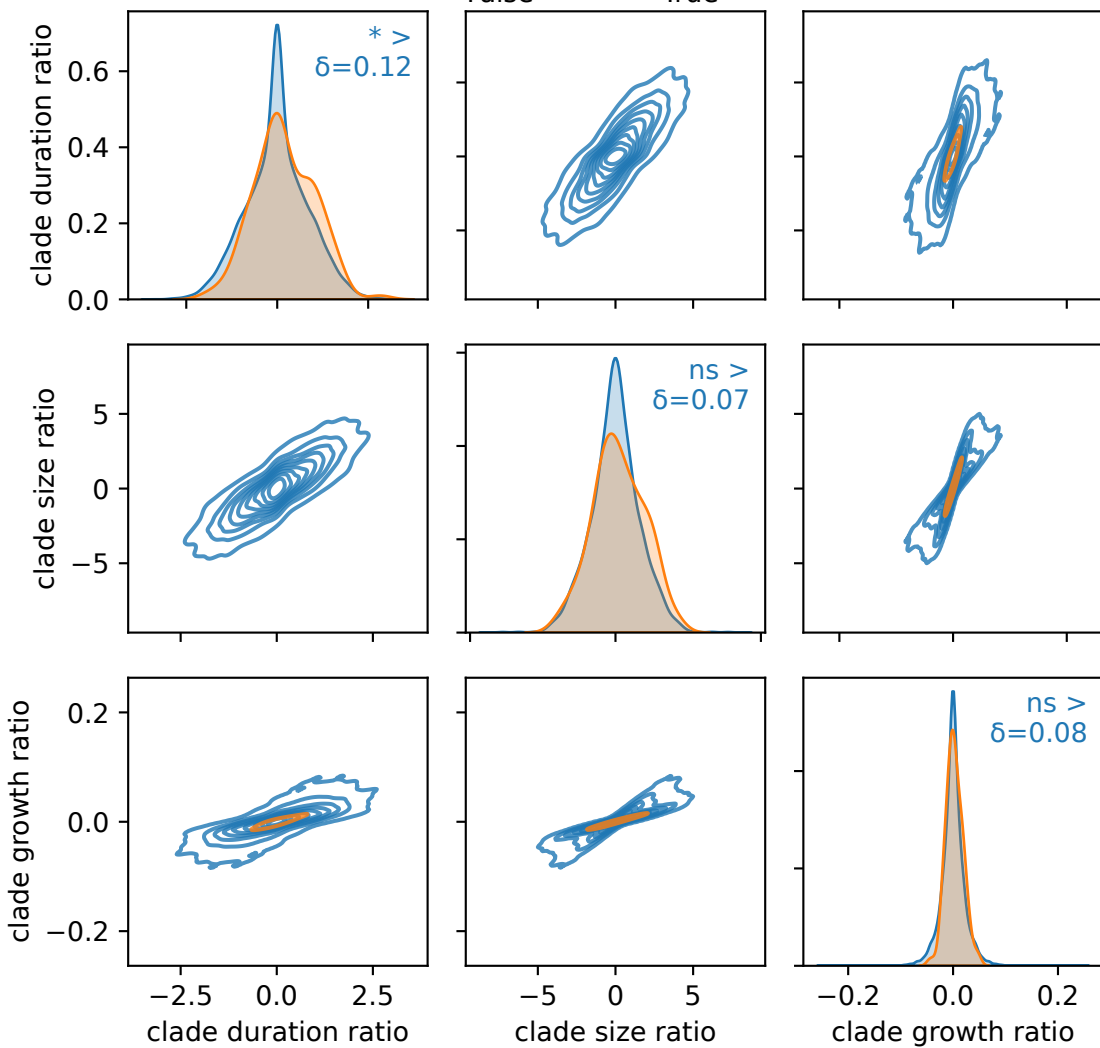 True
clade duration ratio
0.6
0.4
0.2
0.0
* >
δ=0.12
clade size ratio
5
0
−5
ns >
δ=0.07
clade growth ratio
0.2
0.0
−0.2
ns >
δ=0.08
−2.5 0.0 2.5
−5 0 5
−0.2 0.0 0.2
clade duration ratio
clade size ratio
clade growth ratio